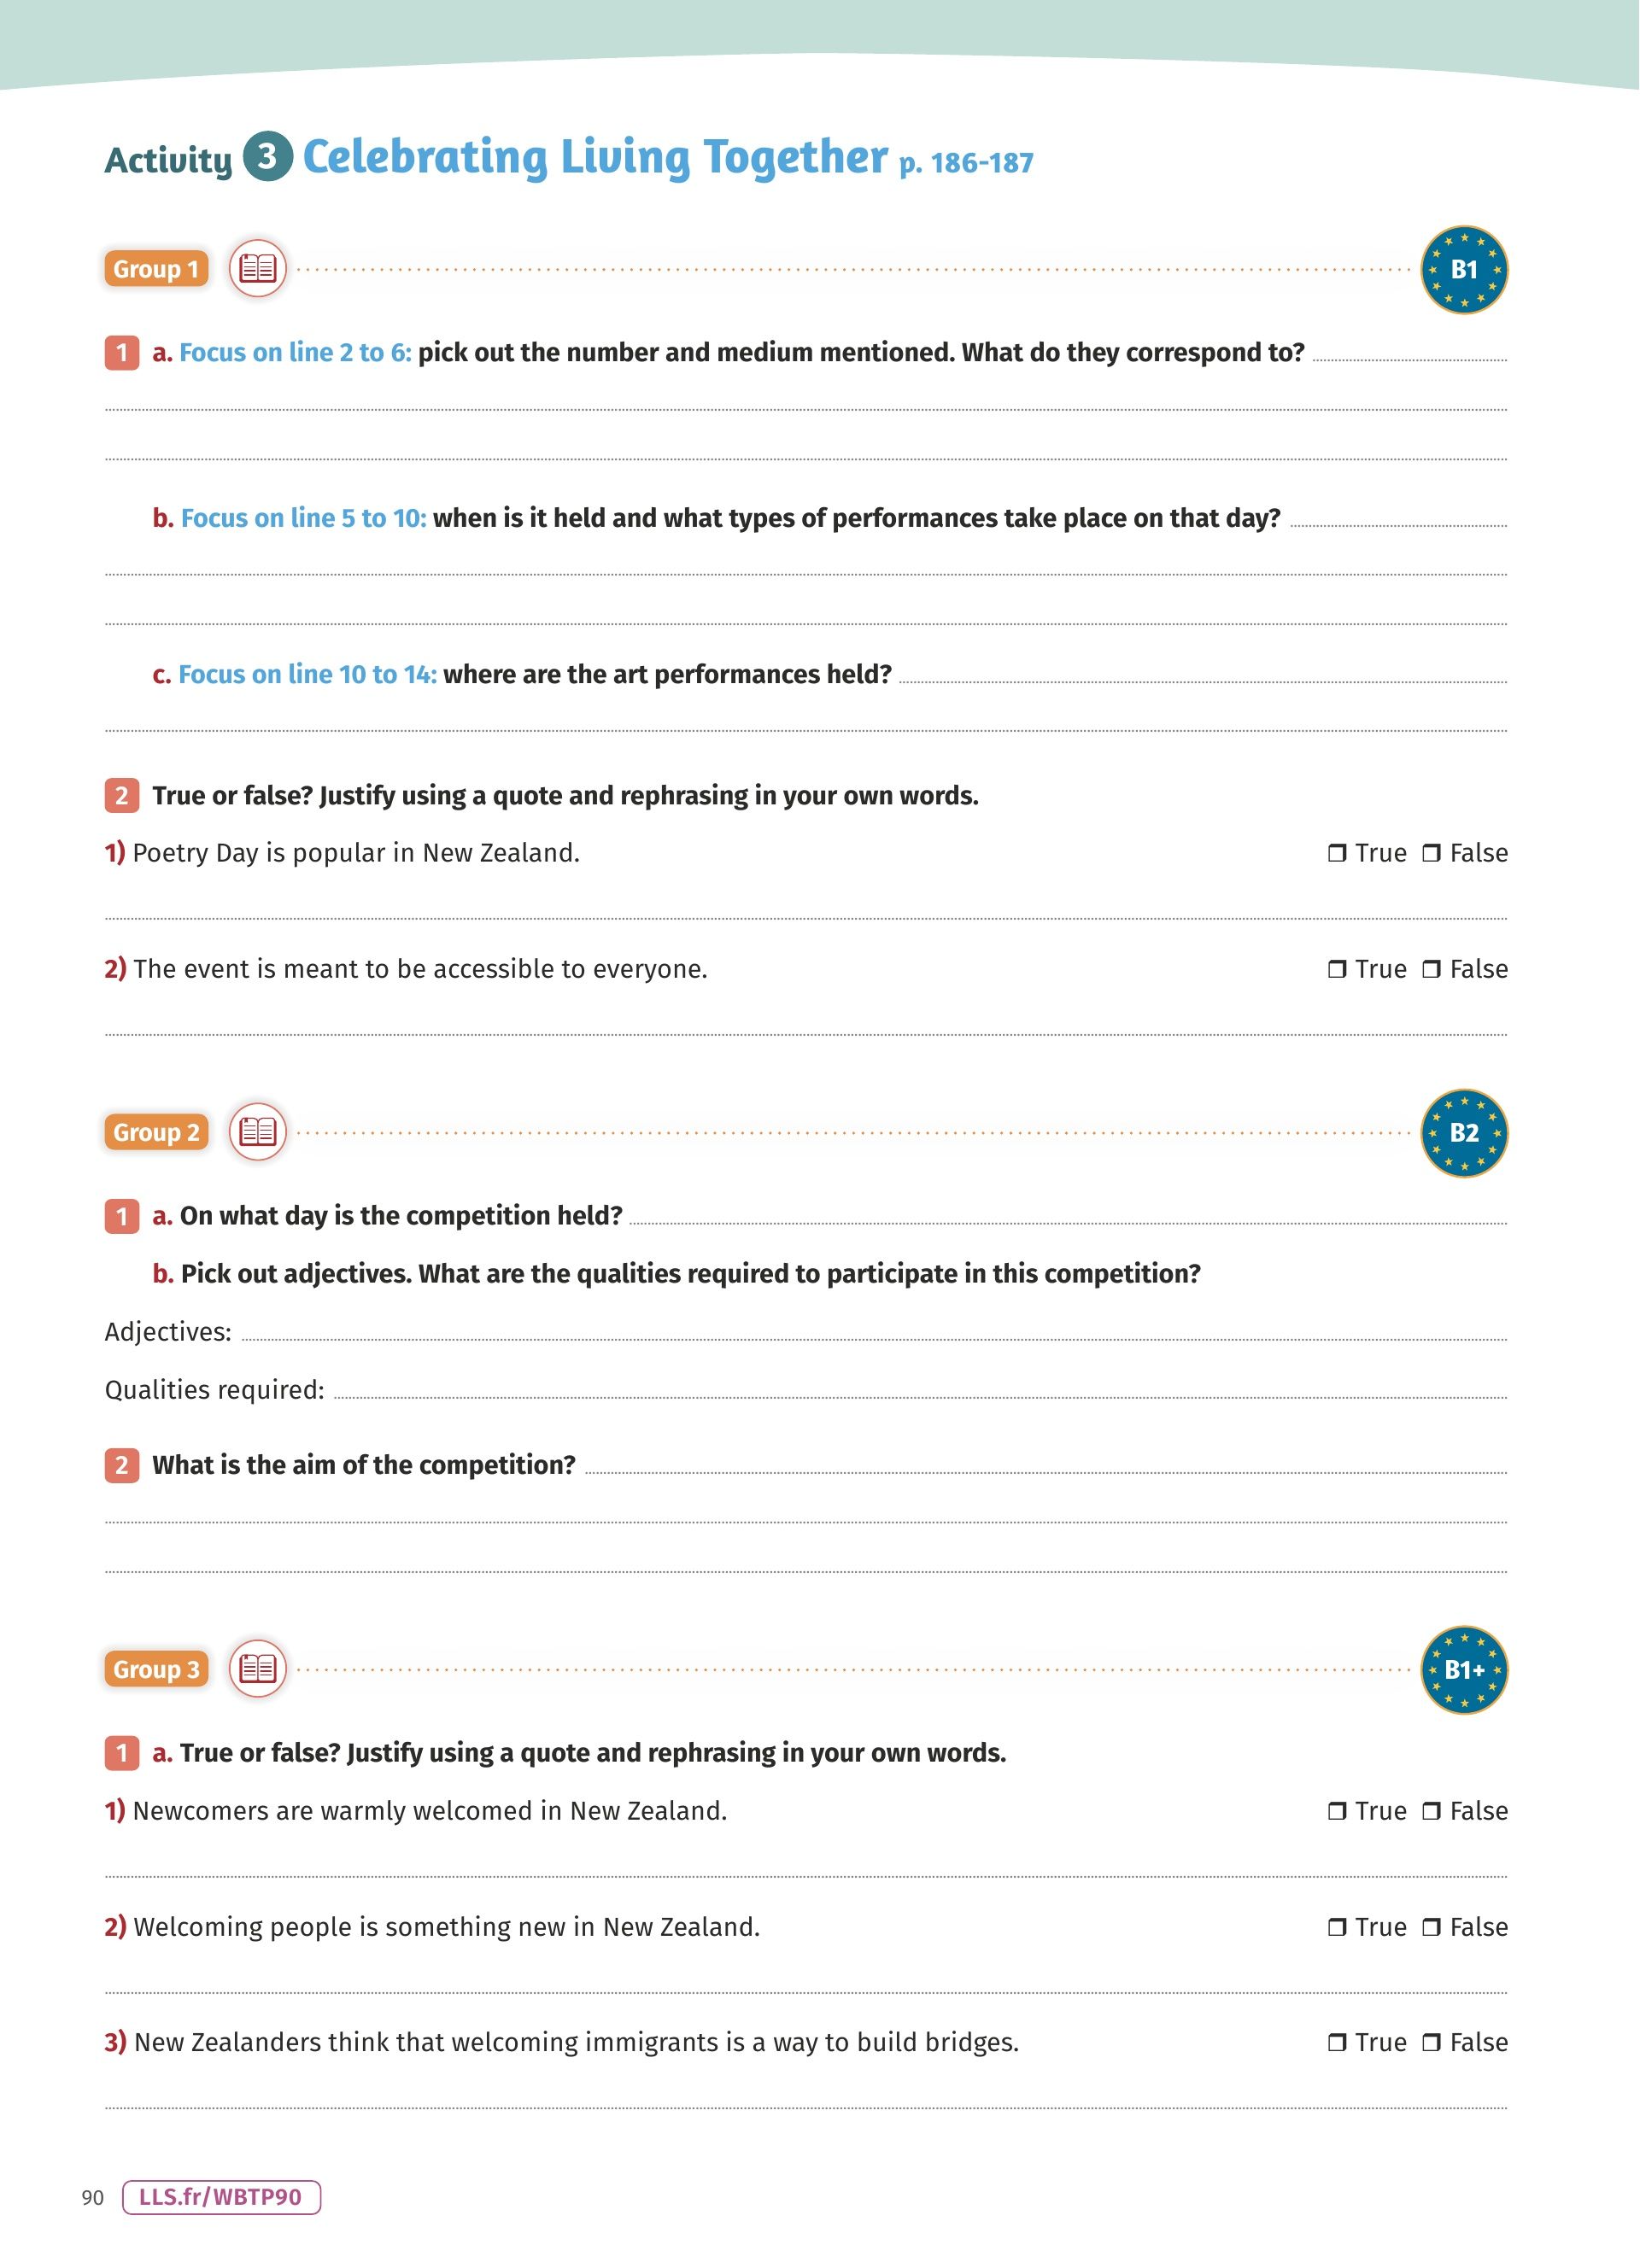 Activity 3 Celebrating Living Together p. 186-187
Group 1
B1
1 a. Focus on line 2 to 6: pick out the number and medium mentioned. What do they correspond to?
b. Focus on line 5 to 10: when is it held and what types of performances take place on that day?
c. Focus on line 10 to 14: where are the art performances held?
2 True or false? Justify using a quote and rephrasing in your own words.
1) Poetry Day is popular in New Zealand. ❒ True ❒ False
2) The event is meant to be accessible to everyone. ❒ True ❒ False
Group 2
B2
1 a. On what day is the competition held?
b. Pick out adjectives. What are the qualities required to participate in this competition?
Adjectives:
Qualities required:
2 What is the aim of the competition?
Group 3
B1+
1 a. True or false? Justify using a quote and rephrasing in your own words.
1) Newcomers are warmly welcomed in New Zealand. ❒ True ❒ False
2) Welcoming people is something new in New Zealand. ❒ True ❒ False
3) New Zealanders think that welcoming immigrants is a way to build bridges. ❒ True ❒ False
90 LLS.fr/WBTP90